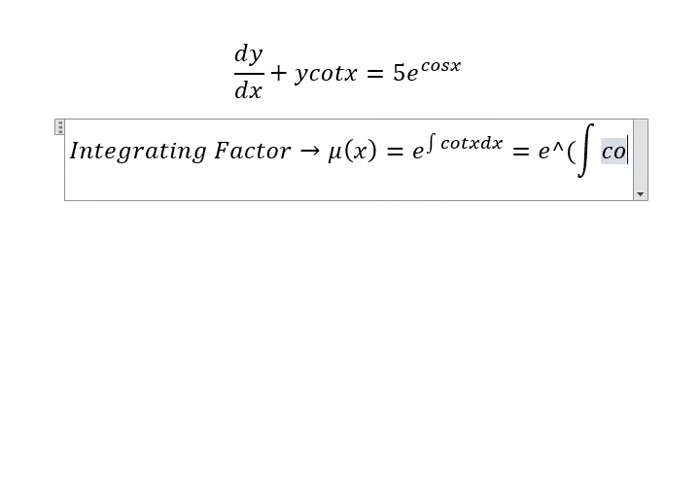 dy/dx + ycotx = 5e^cosx
Integrating Factor → μ(x) = e^∫ cotxdx = e^(∫ co